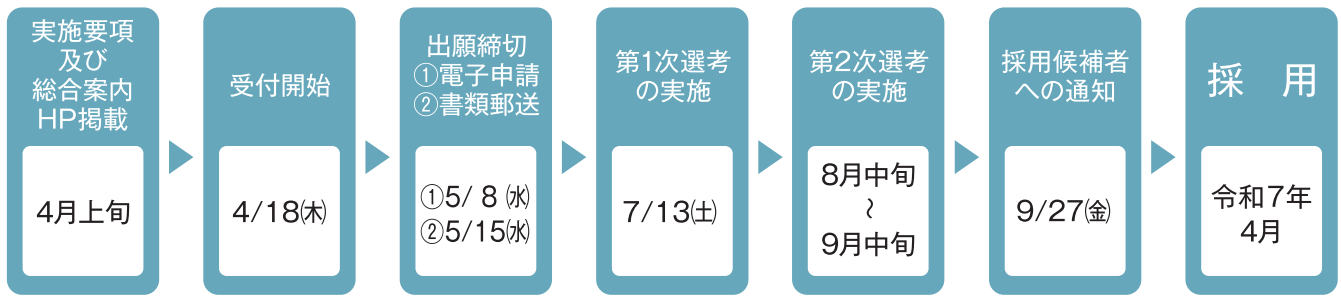 実施要項
及び
総合案内
HP掲載
4月上旬
受付開始
4/18㈭
出願締切
①電子申請
②書類郵送
①5/ 8 ㈬
②5/15㈬
第1次選考
の実施
7/13㈯
第2次選考
の実施
8月中旬
~
9月中旬
採用候補者
への通知
9/27㈮
採　用
令和7年
4月